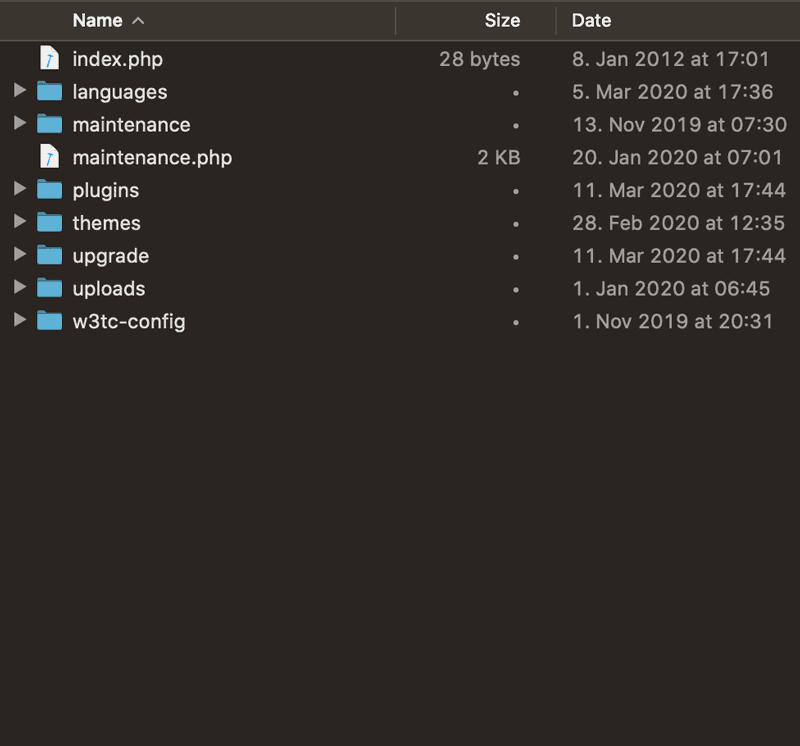 Name Size Date
index.php 28 bytes 8. Jan 2012 at 17:01
languages 5. Mar 2020 at 17:36
maintenance 13. Nov 2019 at 07:30
maintenance.php 2 KB 20. Jan 2020 at 07:01
plugins 11. Mar 2020 at 17:44
themes 28. Feb 2020 at 12:35
upgrade 11. Mar 2020 at 17:44
uploads 1. Jan 2020 at 06:45
w3tc-config 1. Nov 2019 at 20:31